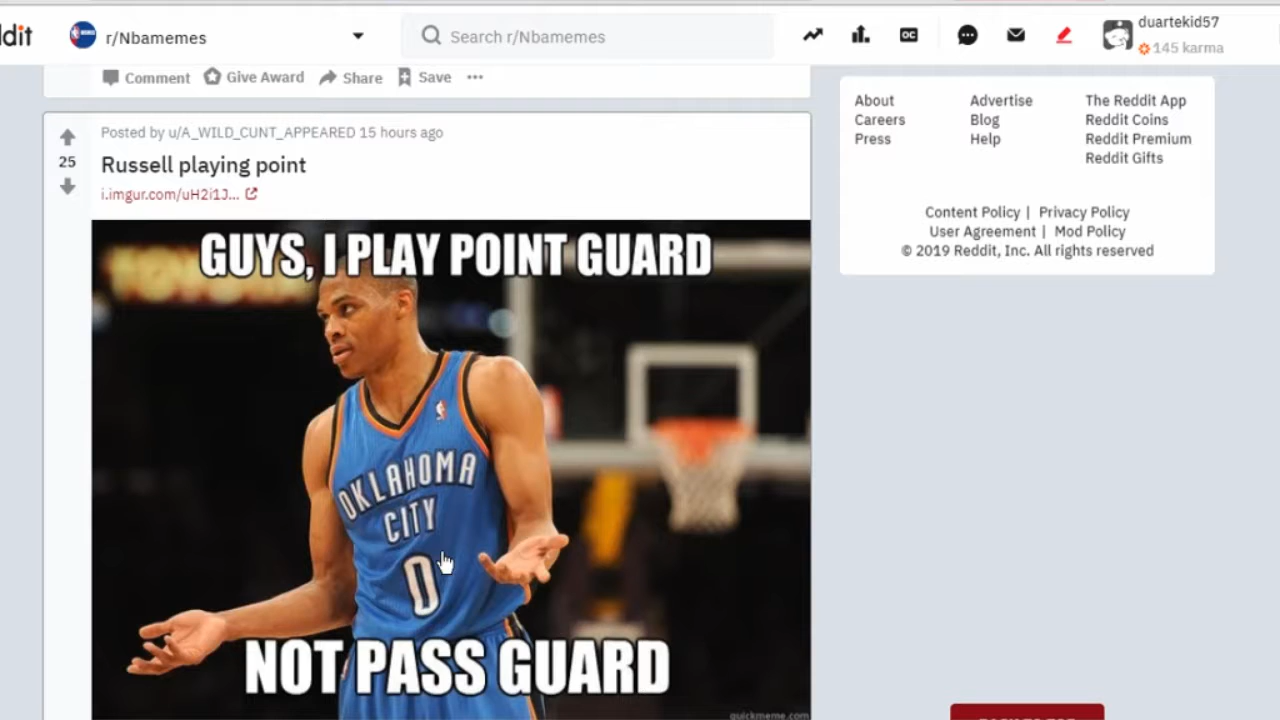 dit
r/Nbamemes
Search r/Nbamemes
OC
duartekid57
145 karma
Comment
Give Award
Share
Save
Posted by u/A_WILD_CUNT_APPEARED 15 hours ago
25
Russell playing point
i.imgur.com/uH2i1J...
GUYS, I PLAY POINT GUARD
OKLAHOMA
CITY
0
NOT PASS GUARD
quickmeme.com
About
Careers
Press
Advertise
Blog
Help
The Reddit App
Reddit Coins
Reddit Premium
Reddit Gifts
Content Policy | Privacy Policy
User Agreement | Mod Policy
© 2019 Reddit, Inc. All rights reserved